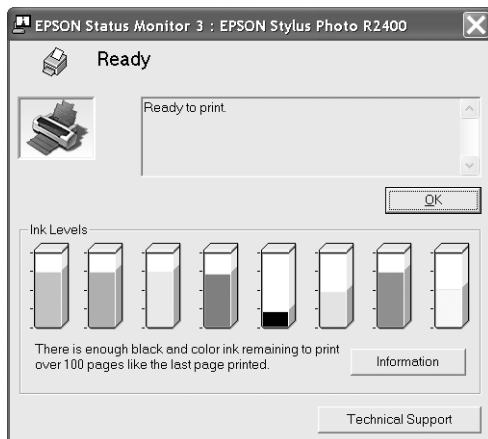 EPSON Status Monitor 3 : EPSON Stylus Photo R2400
Ready
Ready to print.
OK
Ink Levels
There is enough black and color ink remaining to print
over 100 pages like the last page printed.
Information
Technical Support